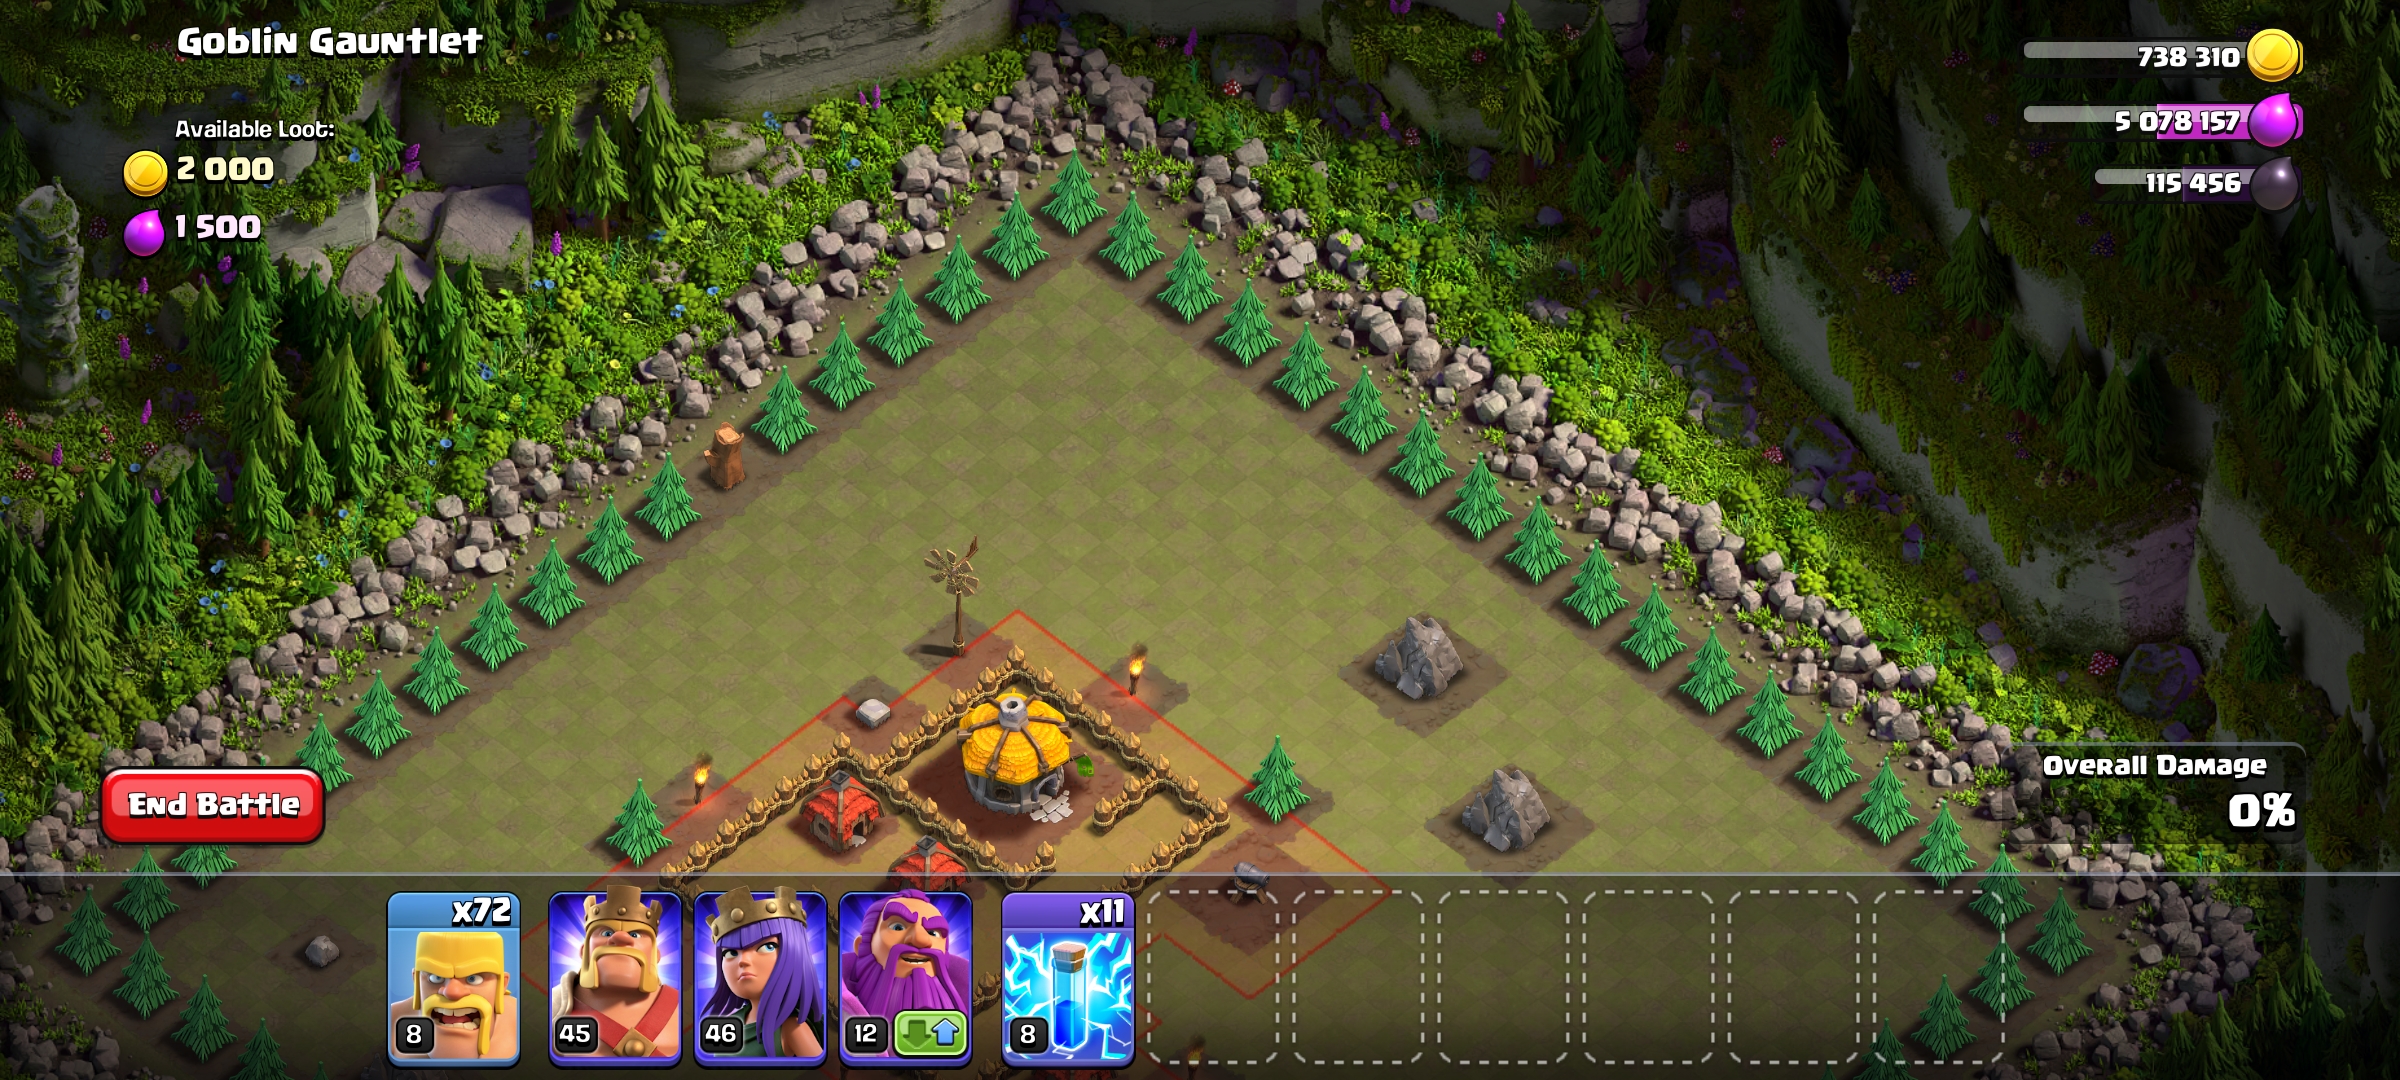 Goblin Gauntlet
Available Loot:
2 000
1 500
738 310
5 078 157
115 456
End Battle
Overall Damage
0%
x72
8
45
46
12
x11
8